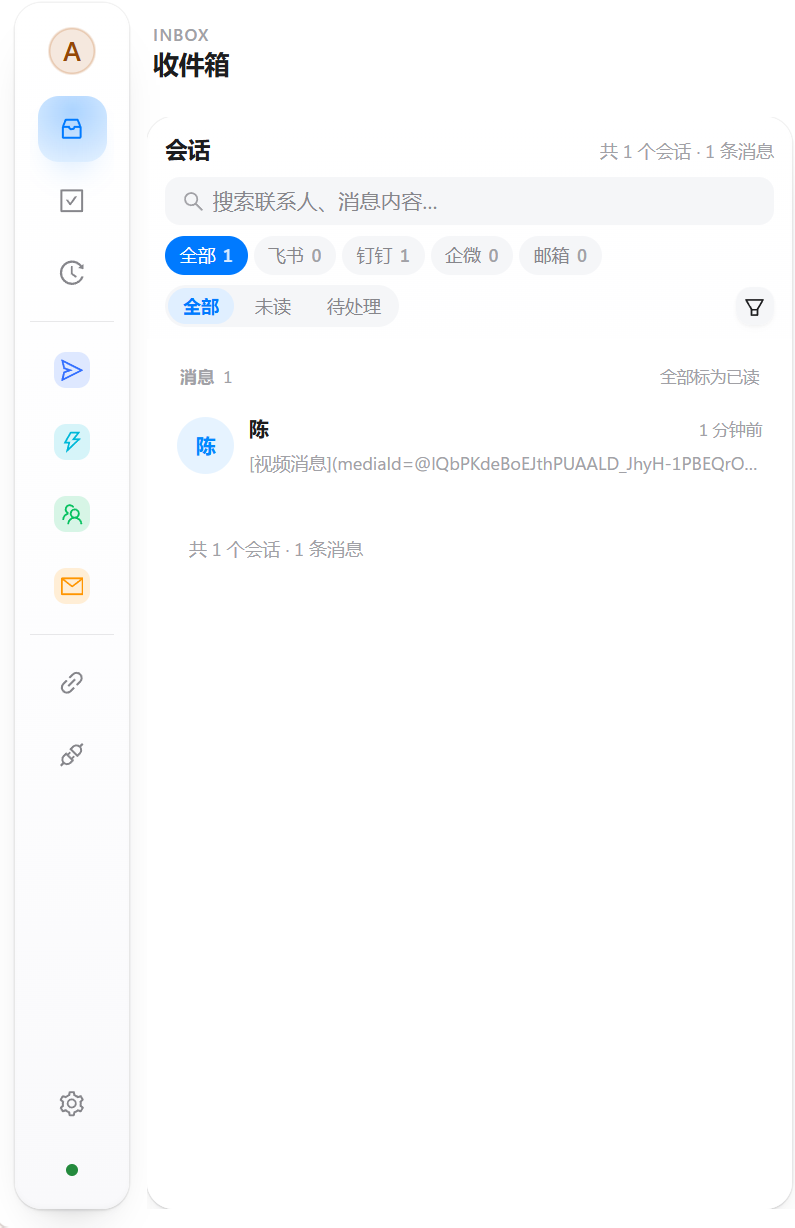 A
INBOX
收件箱
会话
共 1 个会话 · 1 条消息
搜索联系人、消息内容...
全部 1 飞书 0 钉钉 1 企微 0 邮箱 0
全部 未读 待处理
消息 1
全部标为已读
陈
陈
1 分钟前
[视频消息](mediaId=@lQbPKdeBoEJthPUAALD_JhyH-1PBEQrO...
共 1 个会话 · 1 条消息